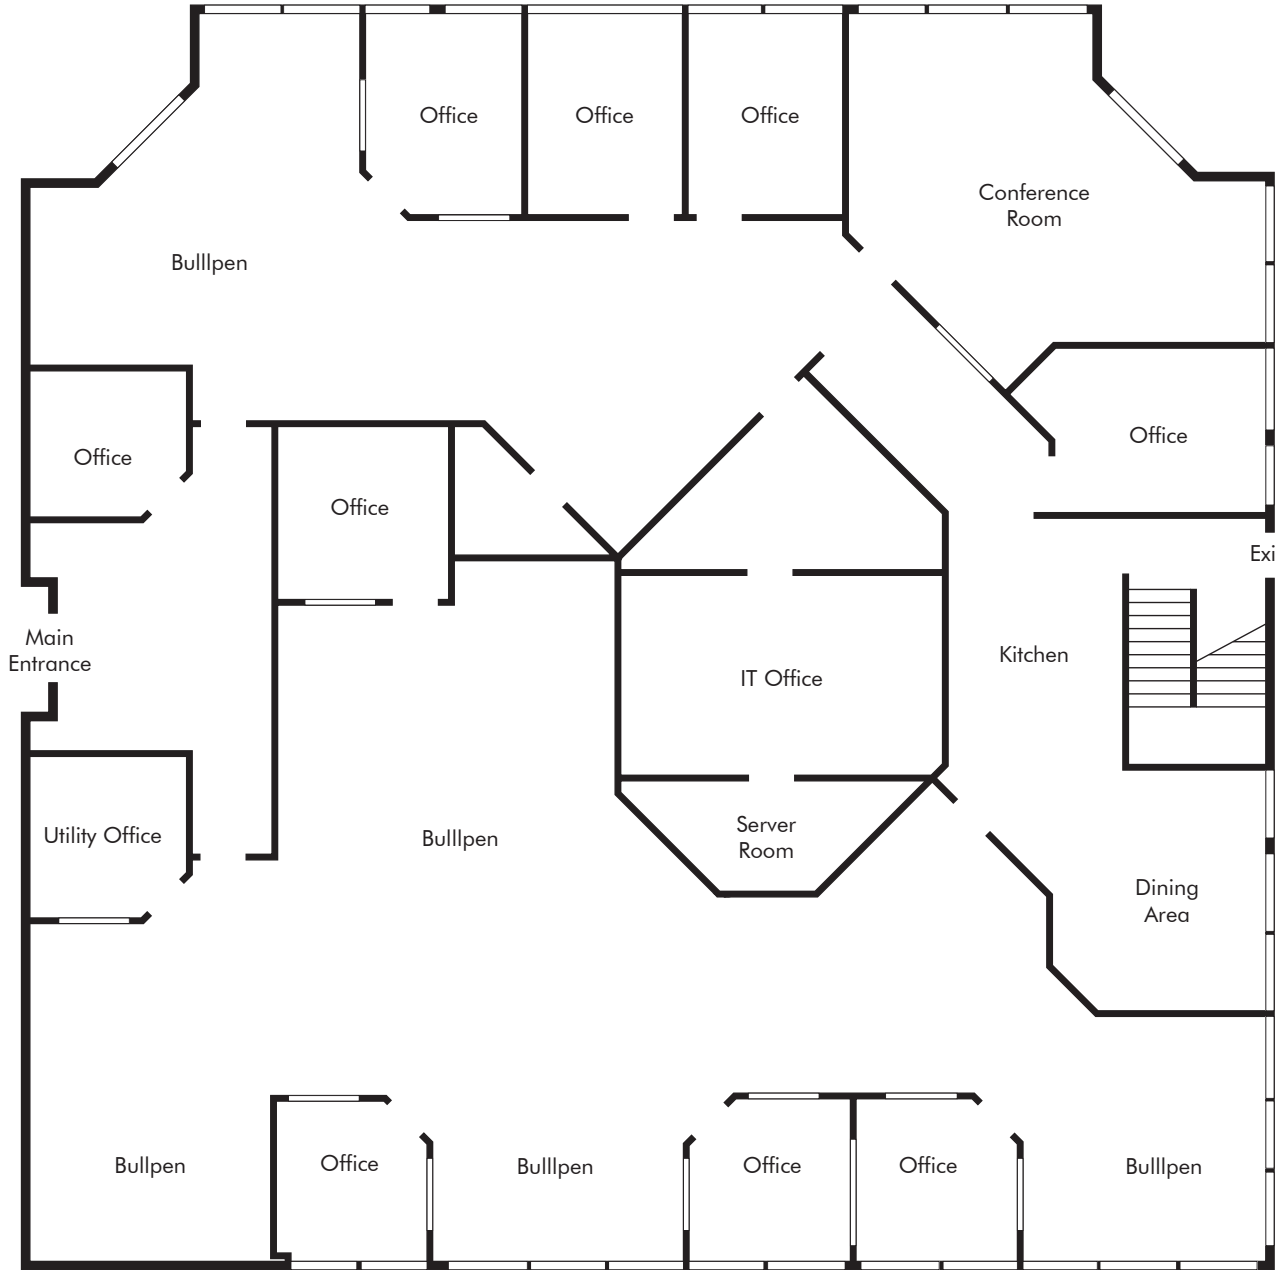 Office
Office
Office
Conference
Room
Bulllpen
Office
Office
Office
Exi
Main
Entrance
Kitchen
IT Office
Utility Office
Bulllpen
Server
Room
Dining
Area
Bullpen
Office
Bulllpen
Office
Office
Bulllpen